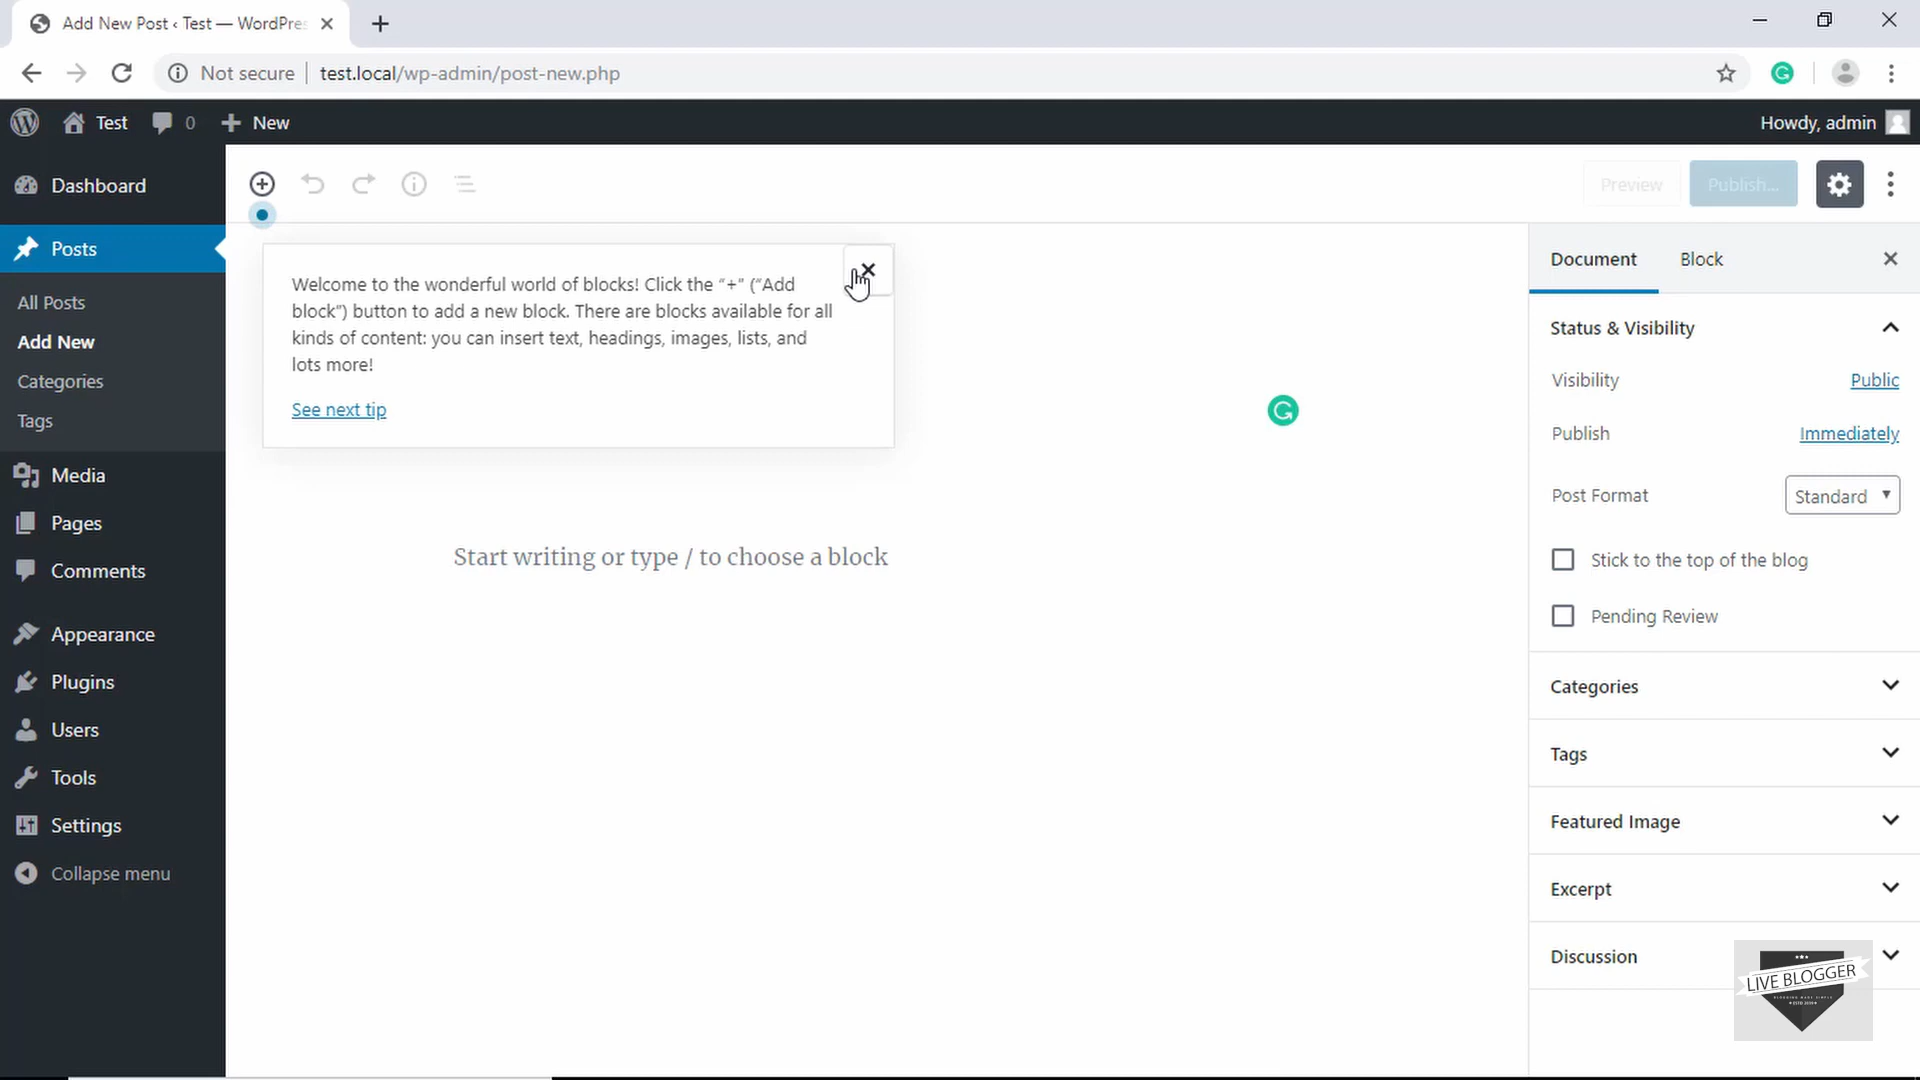 Add New Post ‹ Test — WordPre
Not secure
test.local/wp-admin/post-new.php
Test
0
New
Howdy, admin
Dashboard
Posts
All Posts
Add New
Categories
Tags
Media
Pages
Comments
Appearance
Plugins
Users
Tools
Settings
Collapse menu
Preview
Publish...
Welcome to the wonderful world of blocks! Click the “+” (“Add
block”) button to add a new block. There are blocks available for all
kinds of content: you can insert text, headings, images, lists, and
lots more!
See next tip
Start writing or type / to choose a block
Document
Block
Status & Visibility
Visibility
Public
Publish
Immediately
Post Format
Standard
Stick to the top of the blog
Pending Review
Categories
Tags
Featured Image
Excerpt
Discussion
LIVE BLOGGER